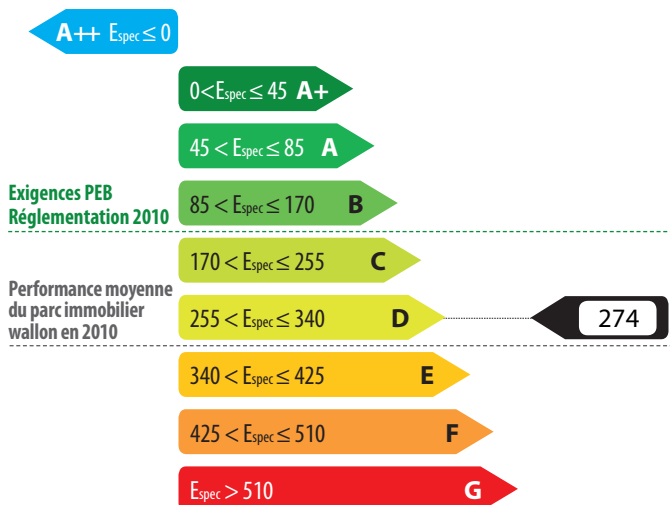 A++ Espec ≤ 0
0 < Espec ≤ 45 A+
45 < Espec ≤ 85 A
Exigences PEB
Réglementation 2010
85 < Espec ≤ 170 B
170 < Espec ≤ 255 C
Performance moyenne
du parc immobilier
wallon en 2010
255 < Espec ≤ 340 D
274
340 < Espec ≤ 425 E
425 < Espec ≤ 510 F
Espec > 510 G